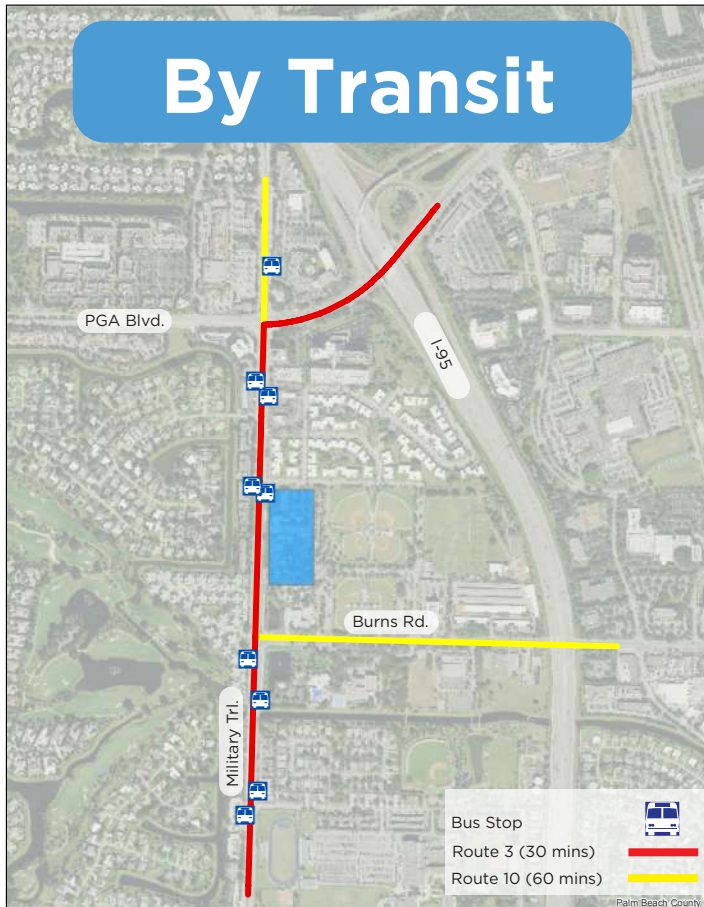 By Transit
PGA Blvd.
I-95
Burns Rd.
Military Trl.
Bus Stop
Route 3 (30 mins)
Route 10 (60 mins)
Palm Beach County